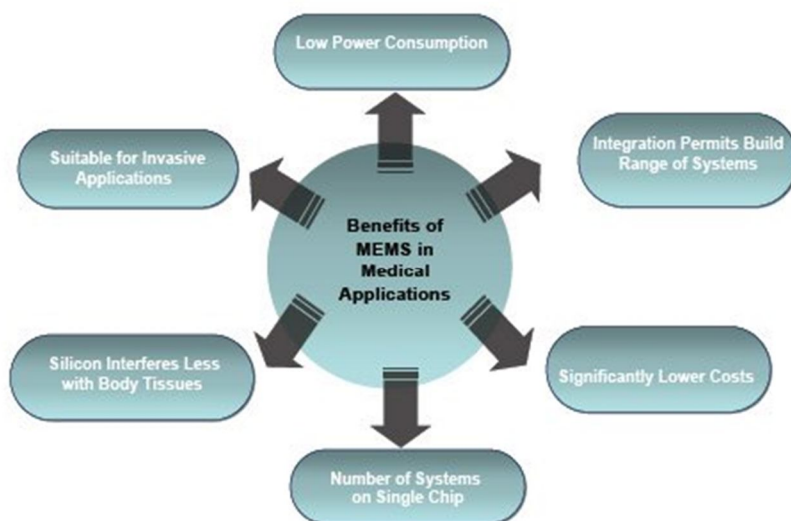 Low Power Consumption
Integration Permits Build
Range of Systems
Suitable for Invasive
Applications
Benefits of
MEMS in
Medical
Applications
Silicon Interferes Less
with Body Tissues
Significantly Lower Costs
Number of Systems
on Single Chip